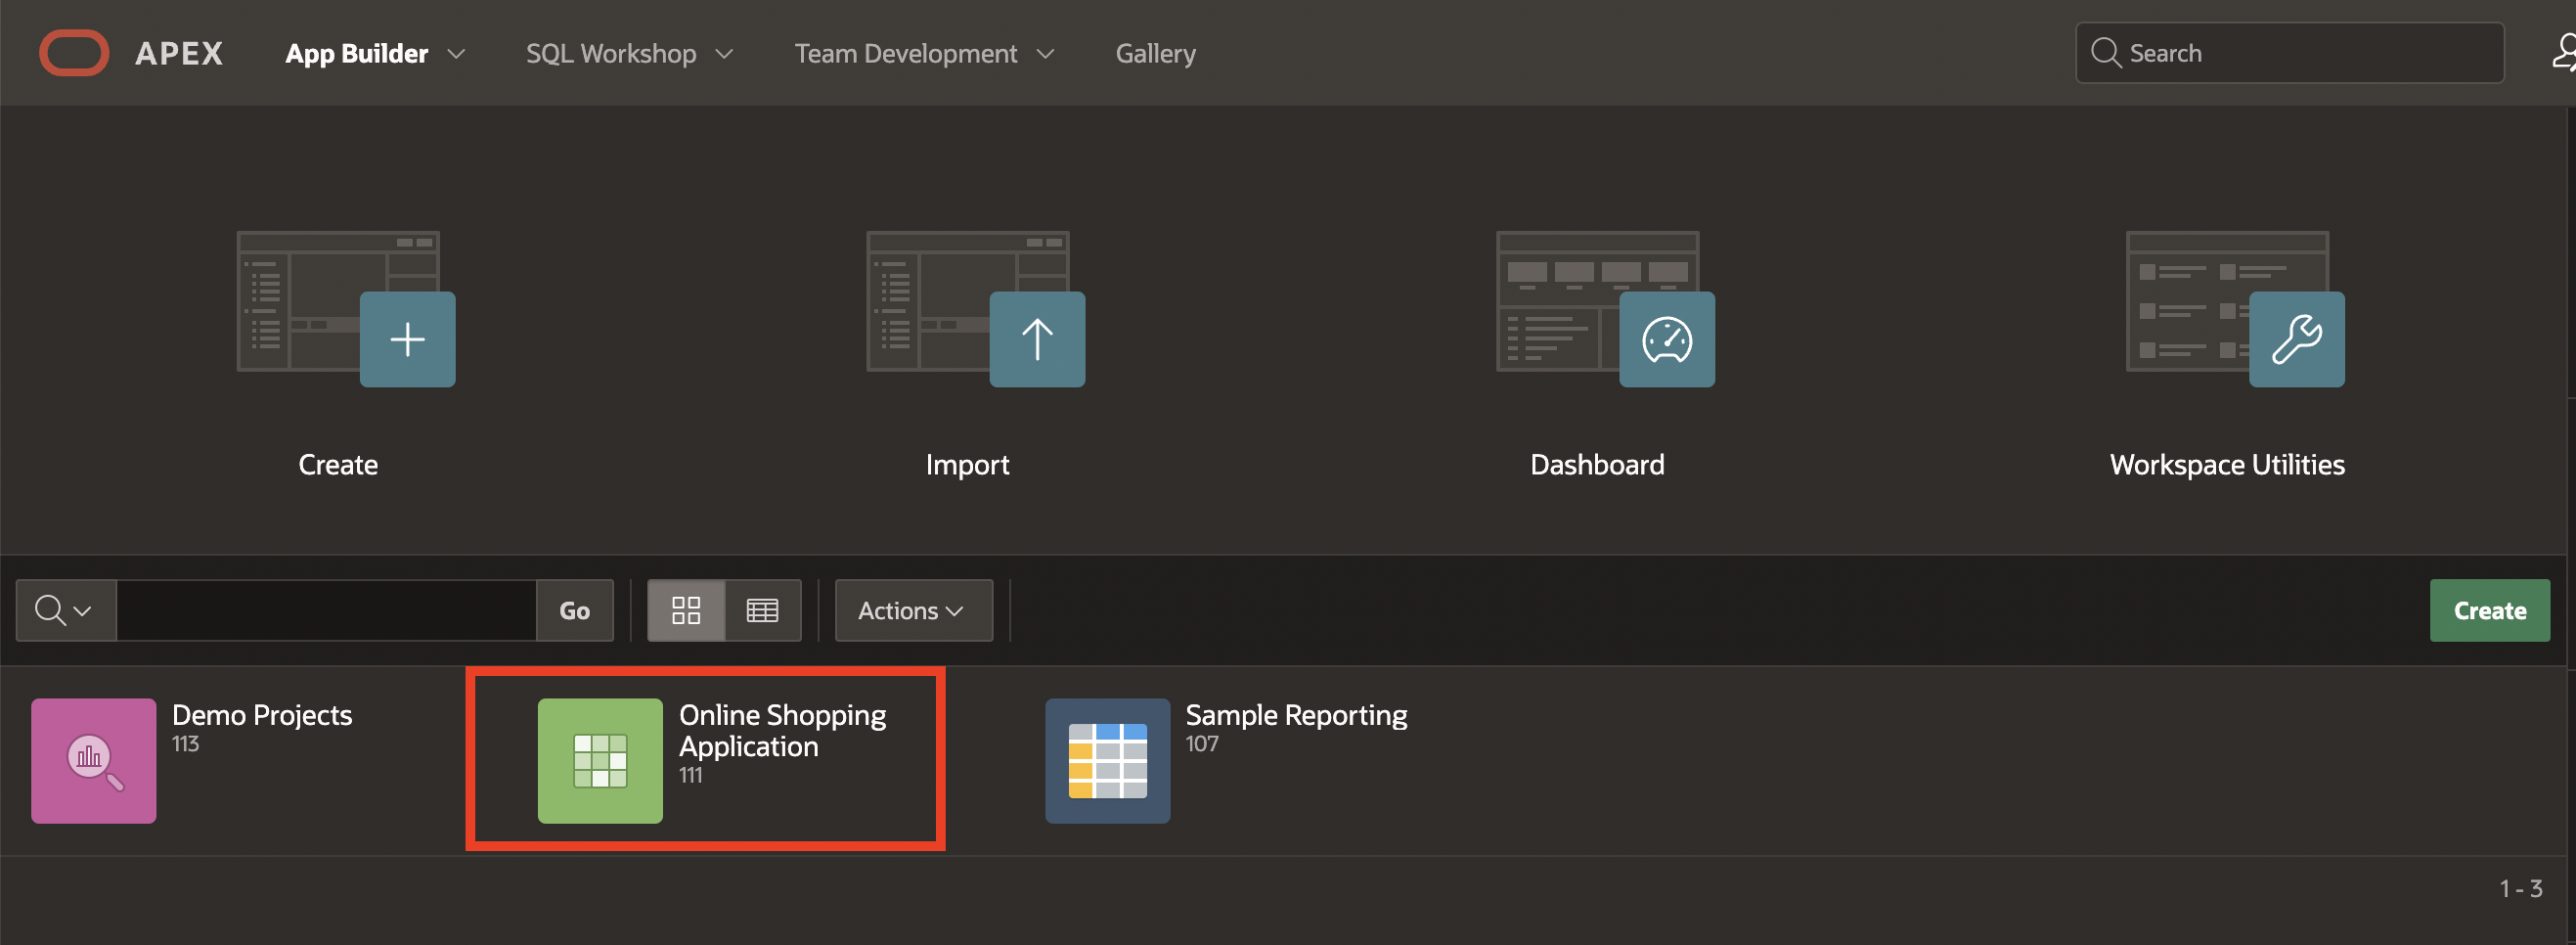 APEX App Builder SQL Workshop Team Development Gallery Search
Create Import Dashboard Workspace Utilities
Go Actions Create
Demo Projects
113
Online Shopping
Application
111
Sample Reporting
107
1 - 3